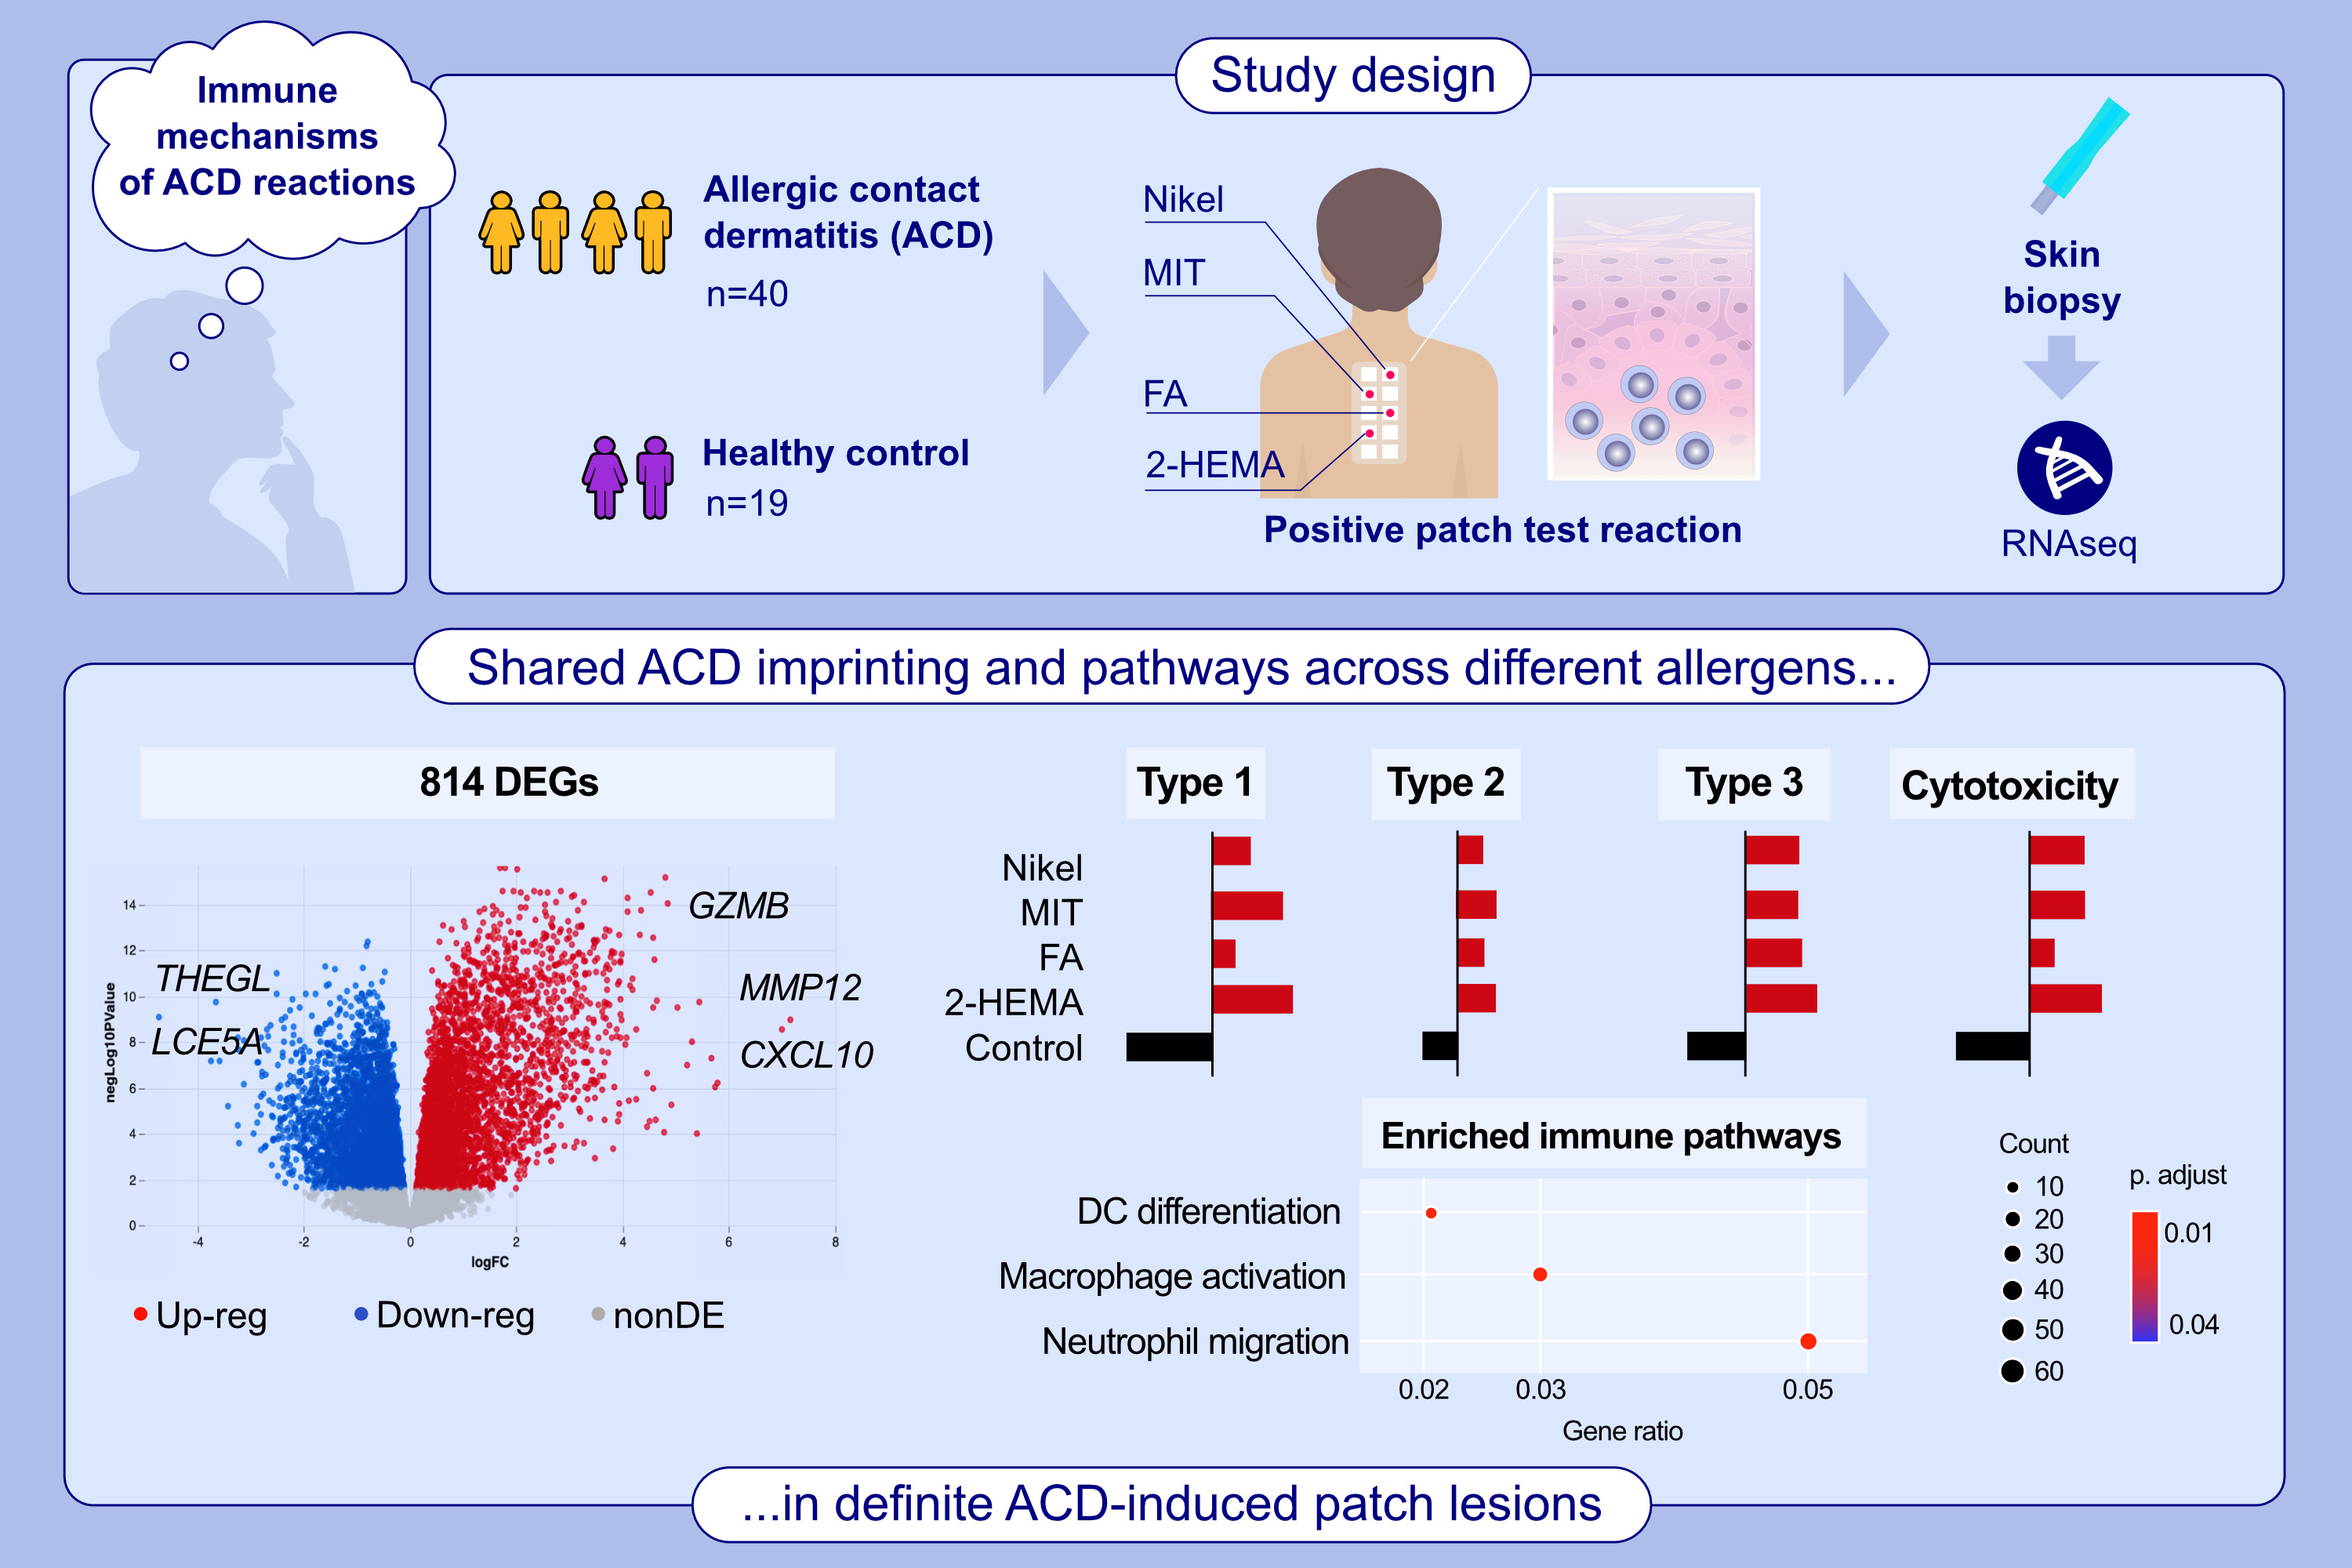 Immune
mechanisms
of ACD reactions
Study design
Allergic contact
dermatitis (ACD)
n=40
Healthy control
n=19
Nikel
MIT
FA
2-HEMA
Positive patch test reaction
Skin
biopsy
RNAseq
Shared ACD imprinting and pathways across different allergens...
814 DEGs
negLog10PValue
14
12
10
8
6
4
2
0
-4
-2
0
2
4
6
8
logFC
THEGL
LCE5A
GZMB
MMP12
CXCL10
Up-reg
Down-reg
nonDE
Type 1
Type 2
Type 3
Cytotoxicity
Nikel
MIT
FA
2-HEMA
Control
Enriched immune pathways
DC differentiation
Macrophage activation
Neutrophil migration
0.02
0.03
0.05
Gene ratio
Count
10
20
30
40
50
60
p. adjust
0.01
0.04
...in definite ACD-induced patch lesions